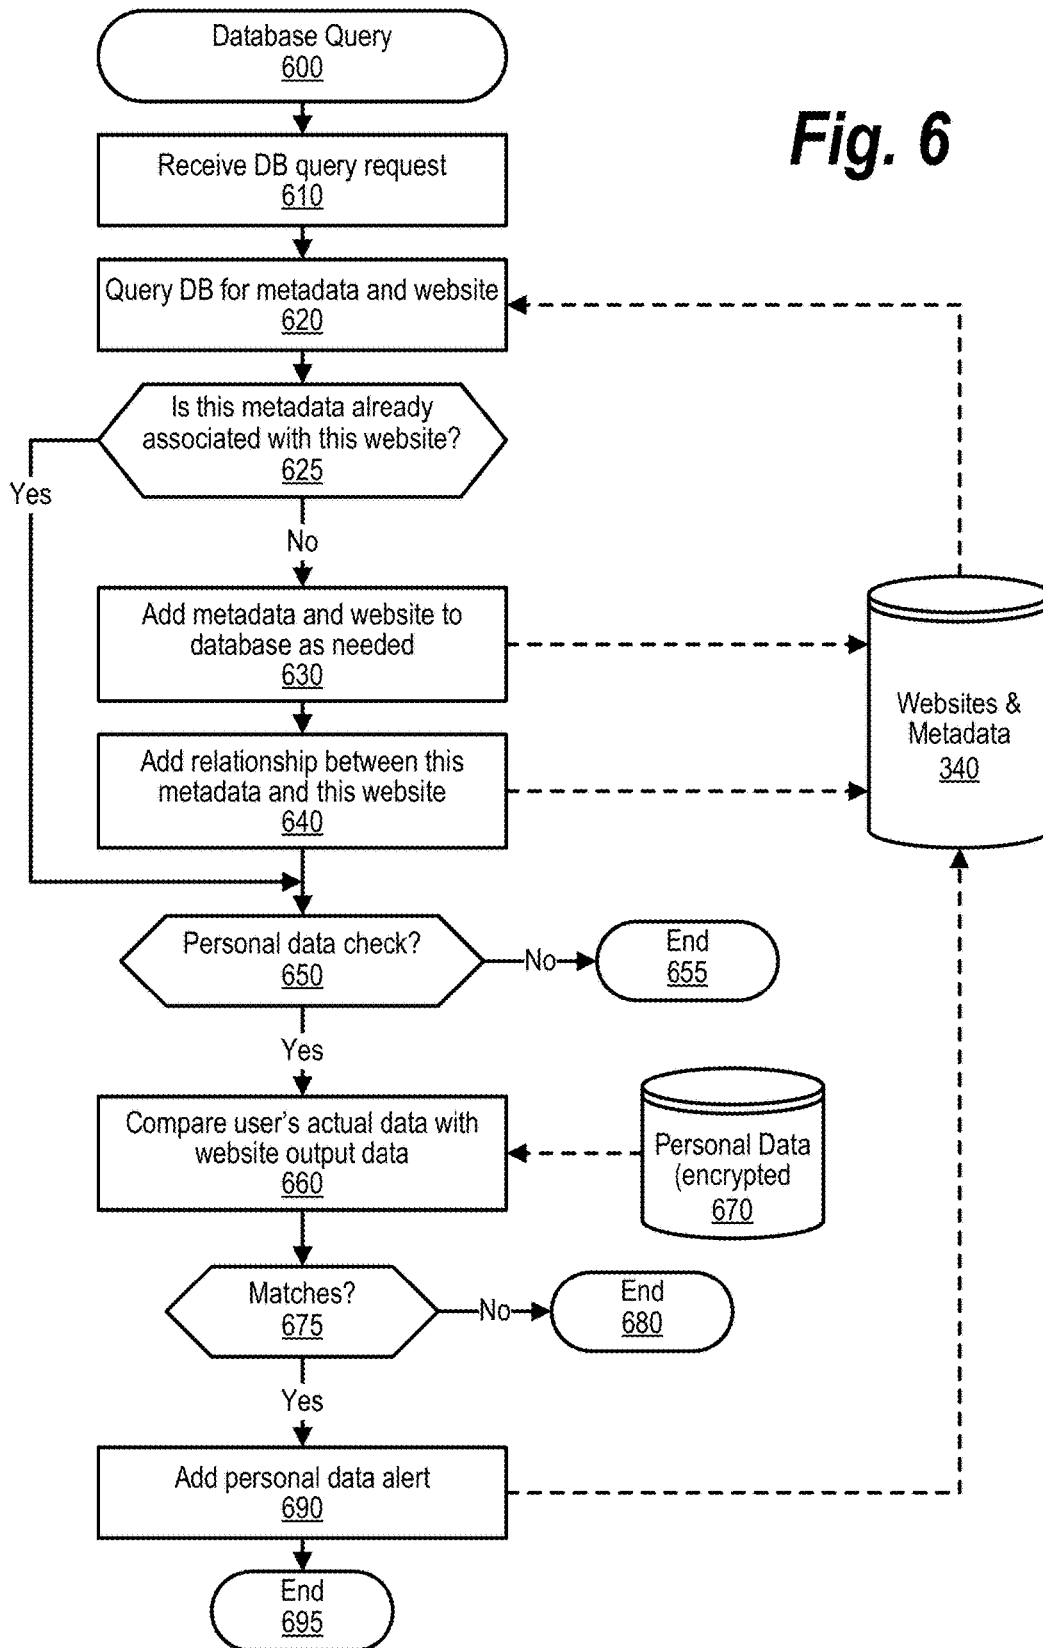 Database Query
600
Fig. 6
Receive DB query request
610
Query DB for metadata and website
620
Is this metadata already
associated with this website?
625
Yes
No
Add metadata and website to
database as needed
630
Websites &
Metadata
340
Add relationship between this
metadata and this website
640
Personal data check?
650
No
End
655
Yes
Compare user's actual data with
website output data
660
Personal Data
(encrypted
670
Matches?
675
No
End
680
Yes
Add personal data alert
690
End
695